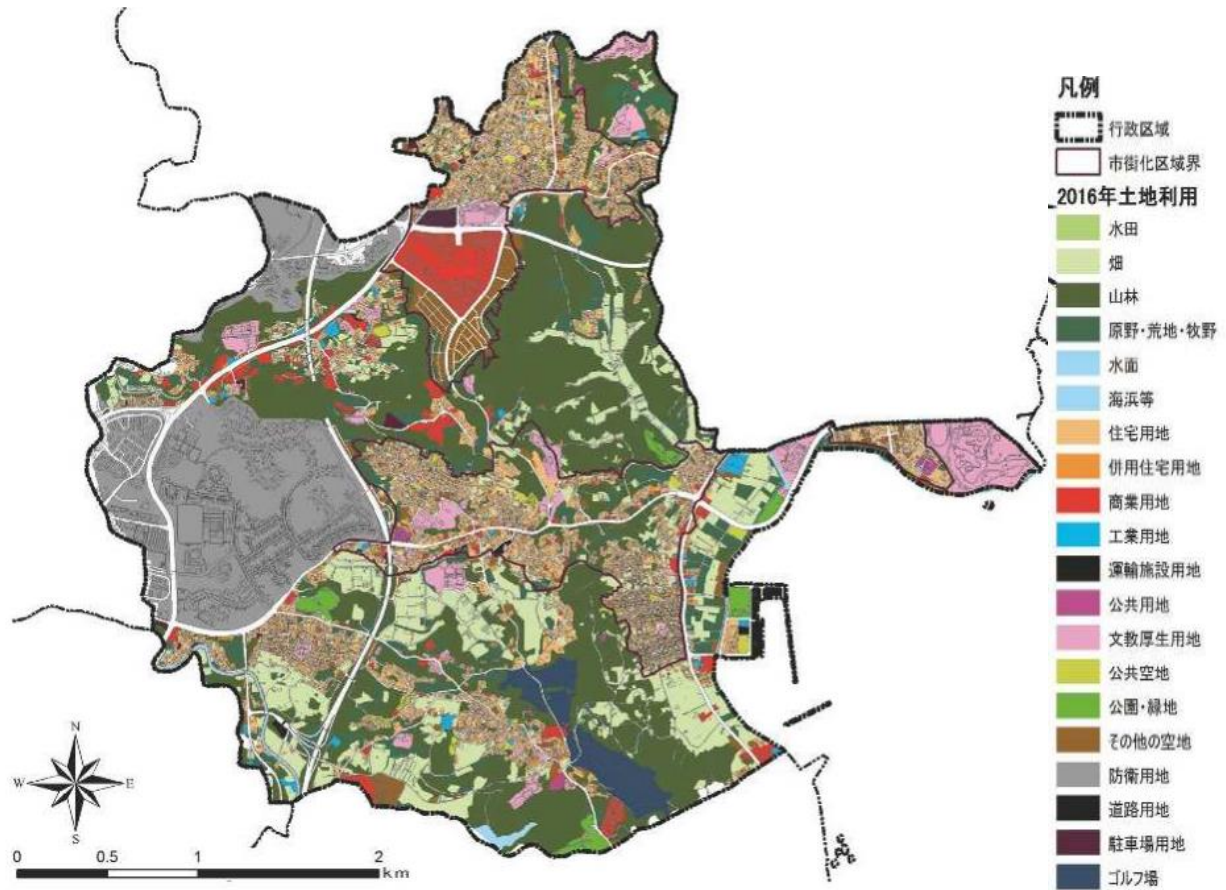 凡例
行政区域
市街化区域界
2016年土地利用
水田
畑
山林
原野・荒地・牧野
水面
海浜等
住宅用地
併用住宅用地
商業用地
工業用地
運輸施設用地
公共用地
文教厚生用地
公共空地
公園・緑地
その他の空地
防衛用地
道路用地
駐車場用地
ゴルフ場
N
W E
S
0 0.5 1 2
km